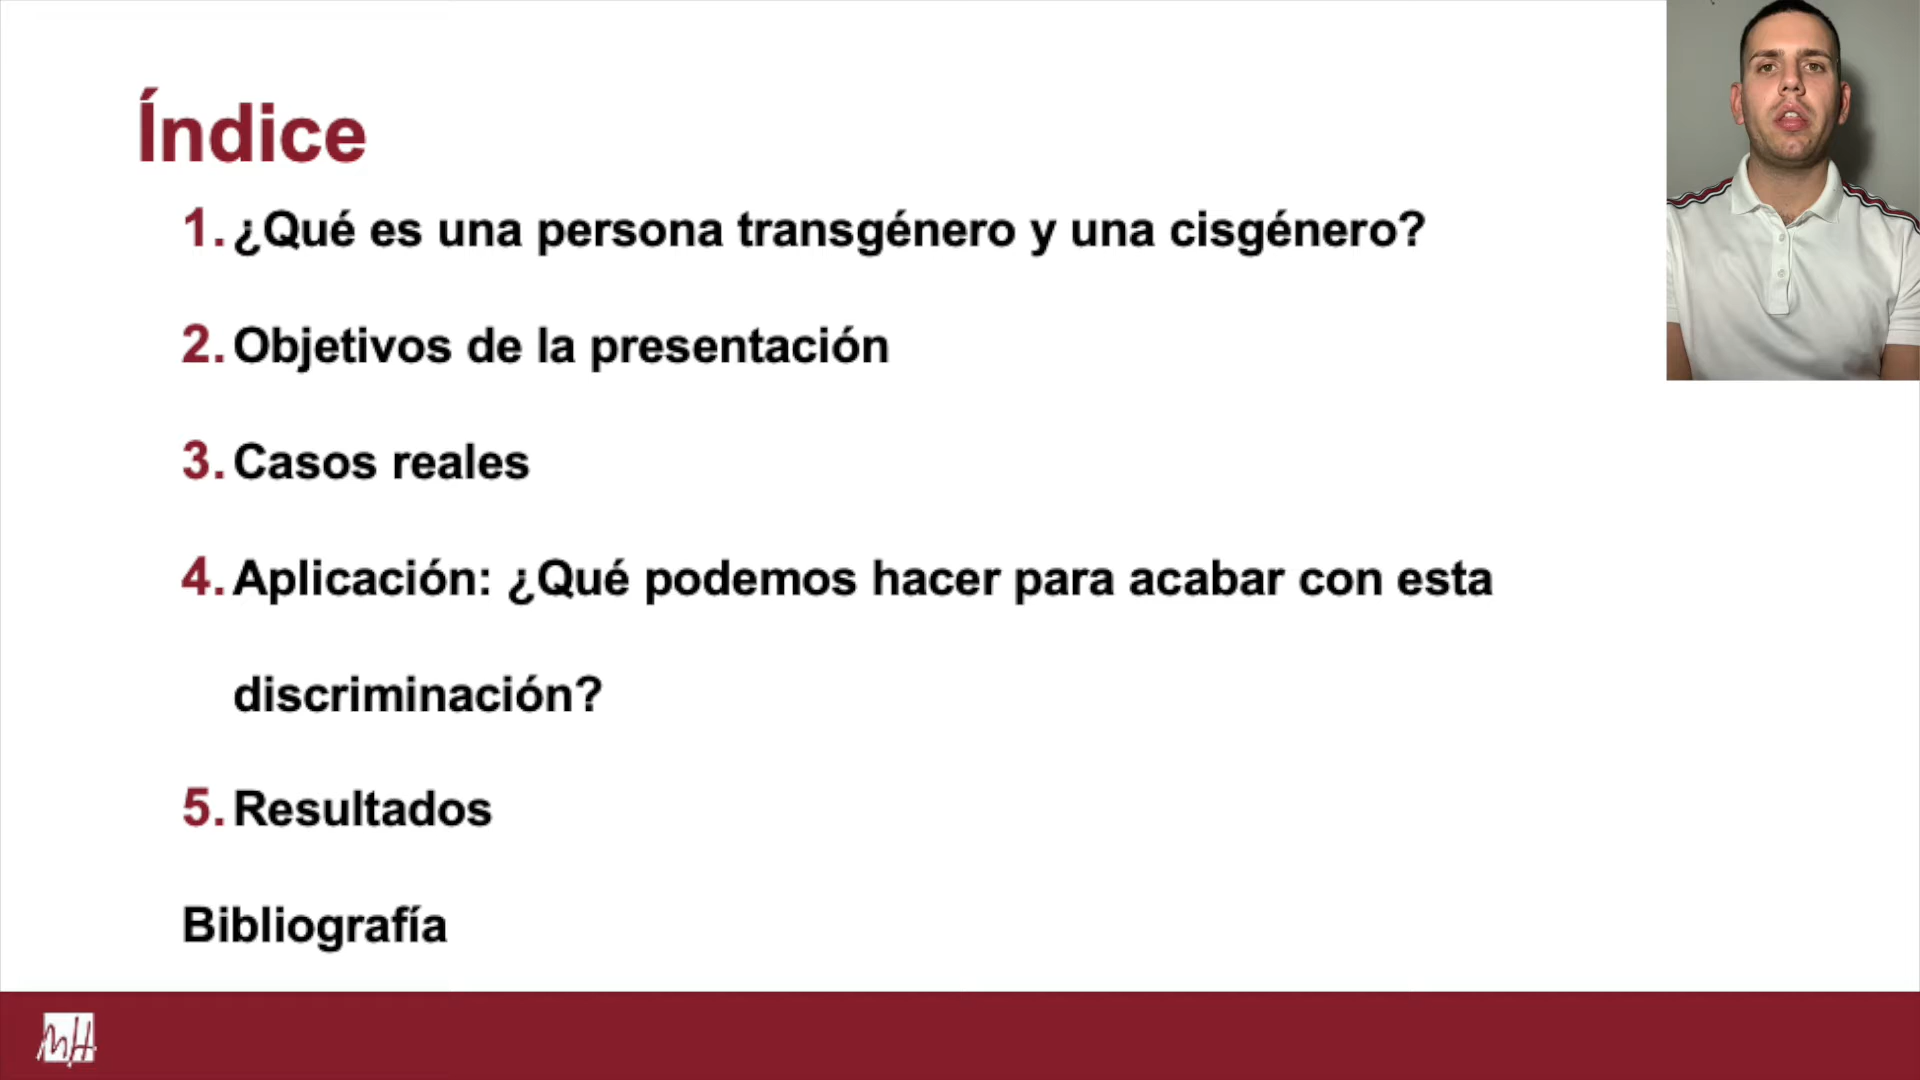 Índice
1. ¿Qué es una persona transgénero y una cisgénero?
2. Objetivos de la presentación
3. Casos reales
4. Aplicación: ¿Qué podemos hacer para acabar con esta
discriminación?
5. Resultados
Bibliografía
mH